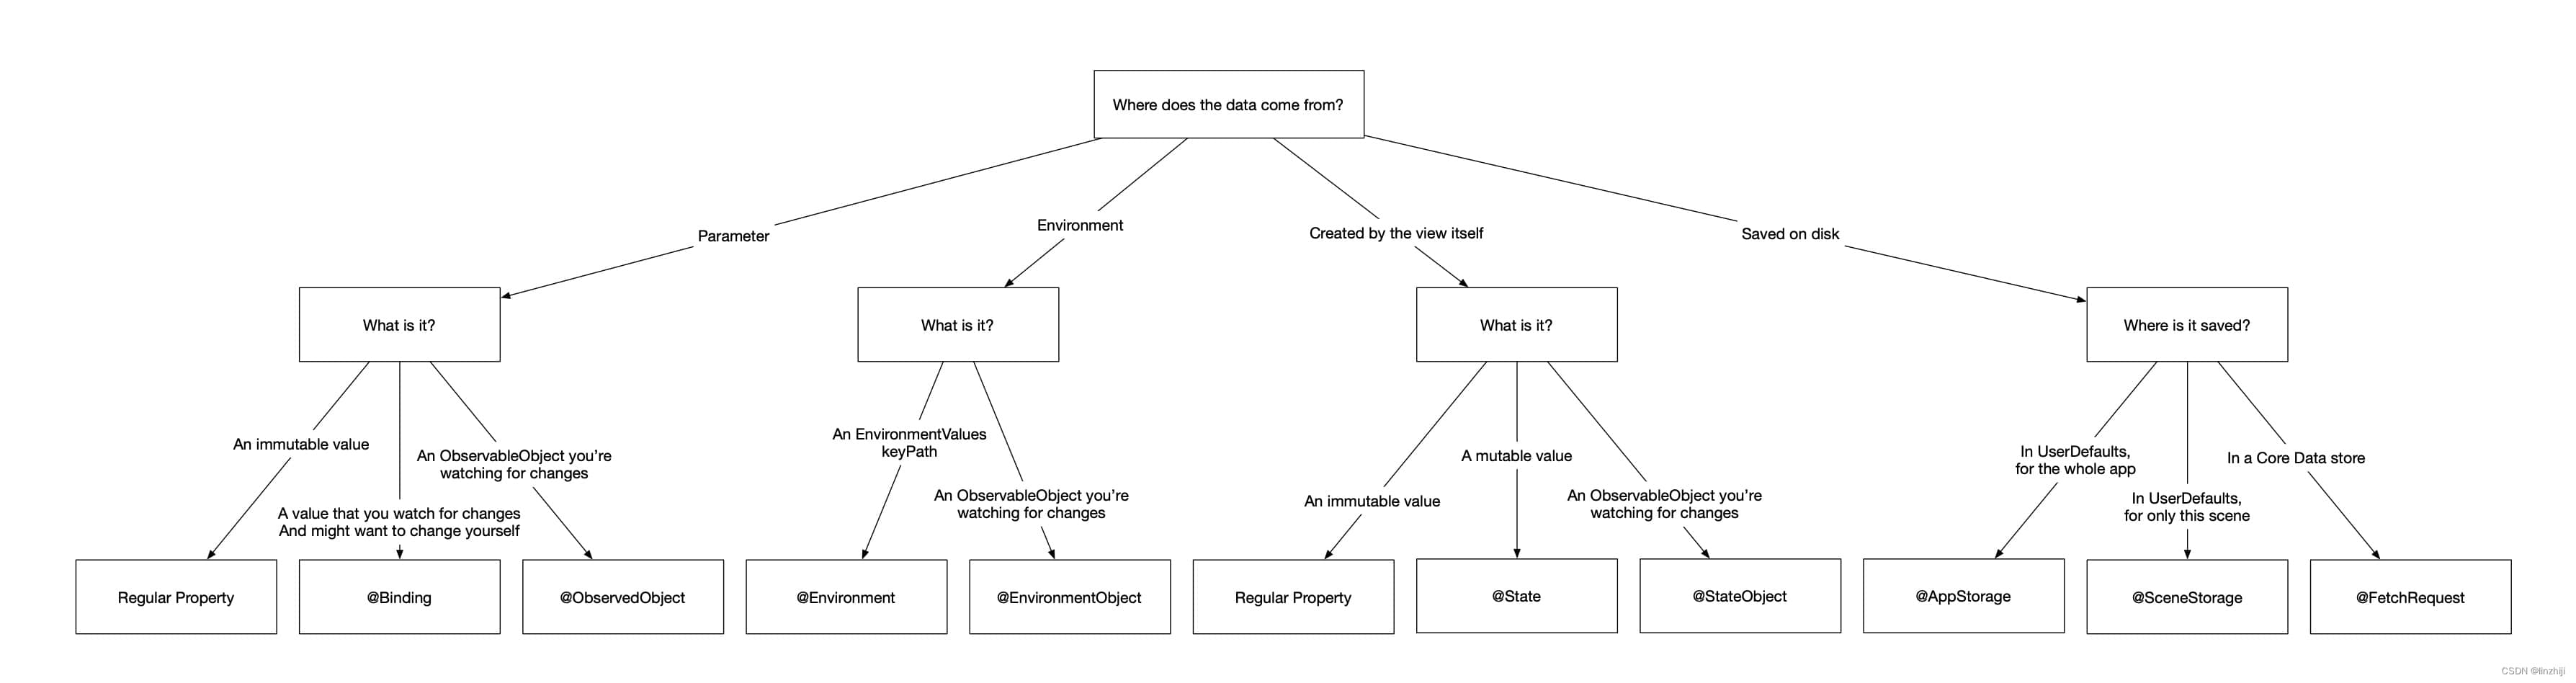 Where does the data come from?
Parameter
Environment
Created by the view itself
Saved on disk
What is it?
What is it?
What is it?
Where is it saved?
An immutable value
A value that you watch for changes
And might want to change yourself
An ObservableObject you’re
watching for changes
An EnvironmentValues
keyPath
An ObservableObject you’re
watching for changes
An immutable value
A mutable value
An ObservableObject you’re
watching for changes
In UserDefaults,
for the whole app
In UserDefaults,
for only this scene
In a Core Data store
Regular Property
@Binding
@ObservedObject
@Environment
@EnvironmentObject
Regular Property
@State
@StateObject
@AppStorage
@SceneStorage
@FetchRequest
CSDN @linzhiji